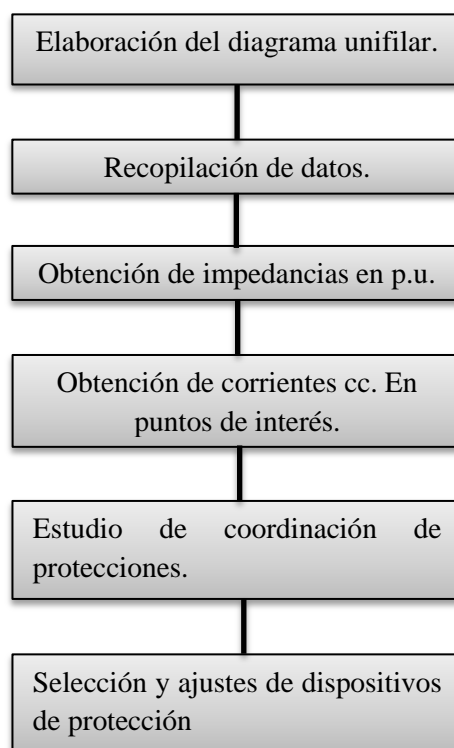 Elaboración del diagrama unifilar.
Recopilación de datos.
Obtención de impedancias en p.u.
Obtención de corrientes cc. En
puntos de interés.
Estudio de coordinación de
protecciones.
Selección y ajustes de dispositivos
de protección